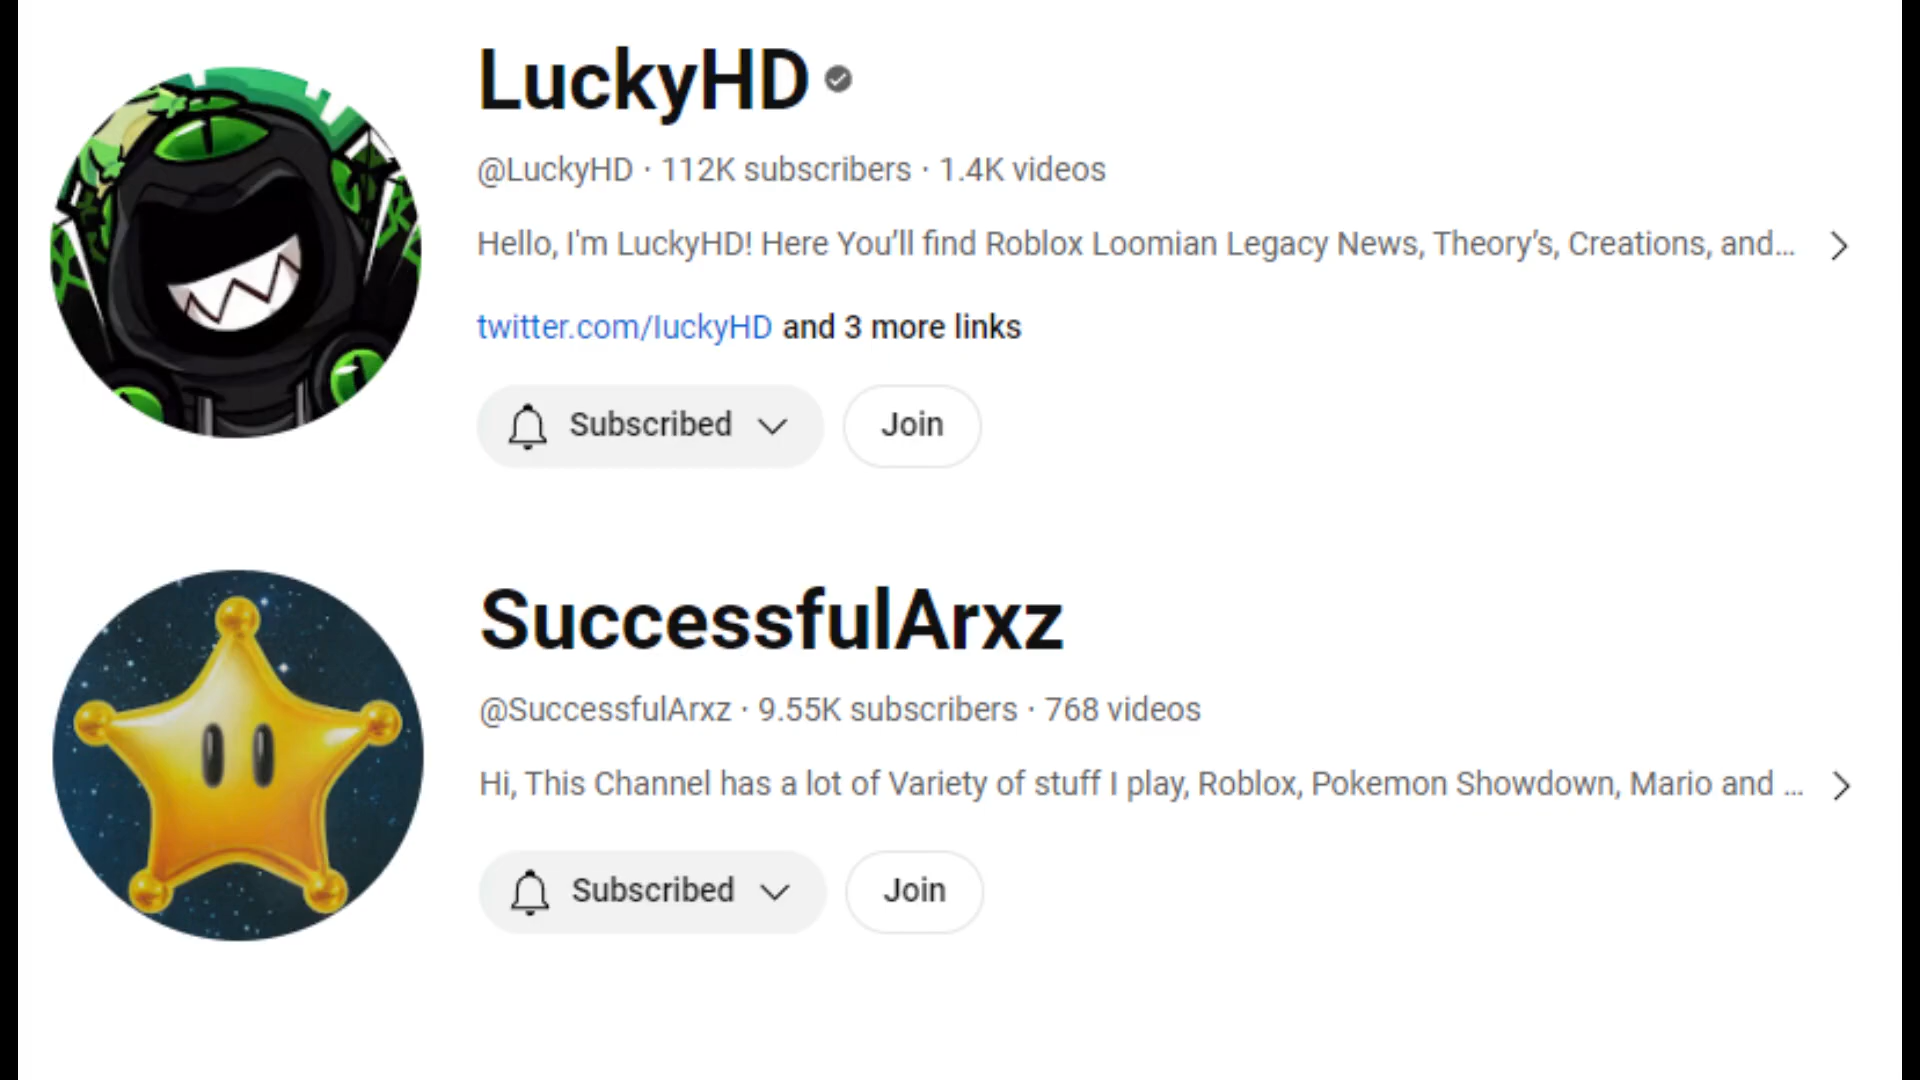 LuckyHD
@LuckyHD · 112K subscribers · 1.4K videos
Hello, I'm LuckyHD! Here You’ll find Roblox Loomian Legacy News, Theory’s, Creations, and...
twitter.com/luckyHD and 3 more links
Subscribed Join
SuccessfulArxz
@SuccessfulArxz · 9.55K subscribers · 768 videos
Hi, This Channel has a lot of Variety of stuff I play, Roblox, Pokemon Showdown, Mario and ...
Subscribed Join